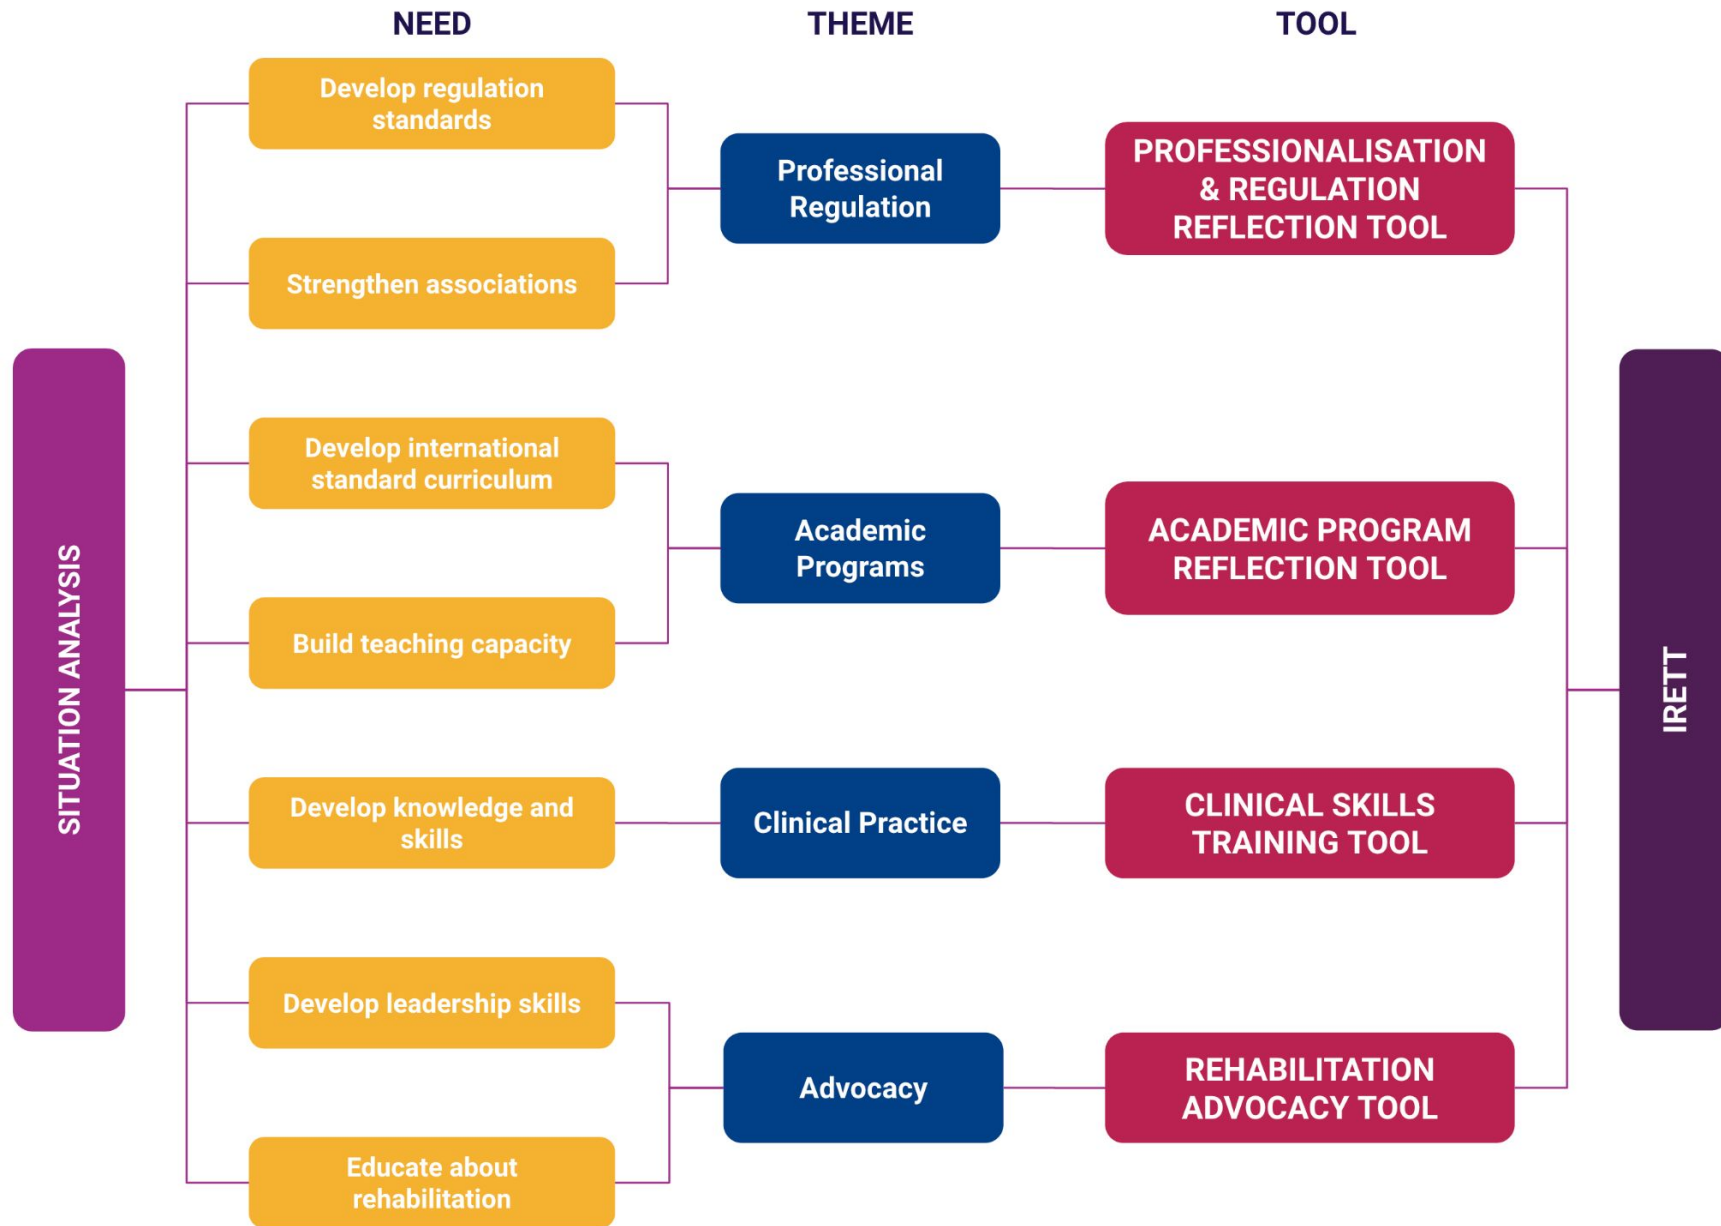 NEED
THEME
TOOL
SITUATION ANALYSIS
Develop regulation
standards
Strengthen associations
Develop international
standard curriculum
Build teaching capacity
Develop knowledge and
skills
Develop leadership skills
Educate about
rehabilitation
Professional
Regulation
Academic
Programs
Clinical Practice
Advocacy
PROFESSIONALISATION
& REGULATION
REFLECTION TOOL
ACADEMIC PROGRAM
REFLECTION TOOL
CLINICAL SKILLS
TRAINING TOOL
REHABILITATION
ADVOCACY TOOL
IRETT